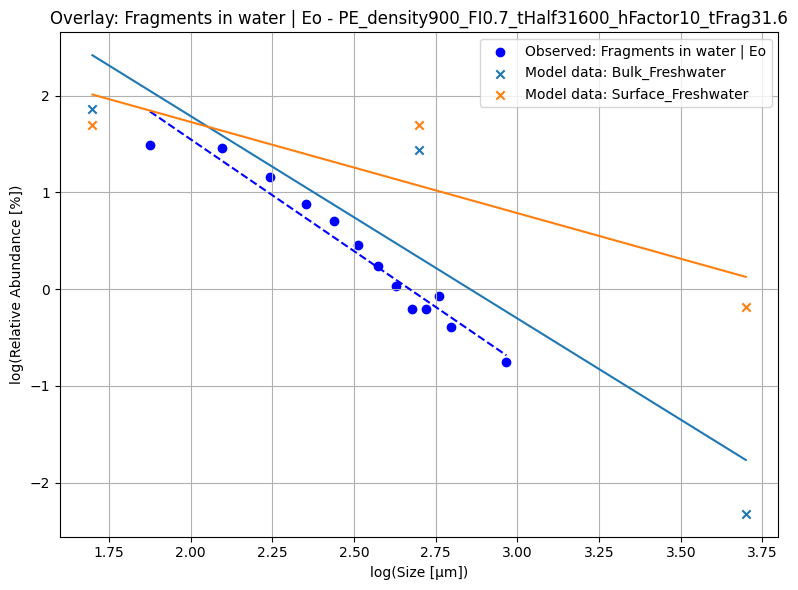 Overlay: Fragments in water | Eo - PE_density900_FI0.7_tHalf31600_hFactor10_tFrag31.6
Observed: Fragments in water | Eo
Model data: Bulk_Freshwater
Model data: Surface_Freshwater
log(Relative Abundance [%])
2
1
0
−1
−2
1.75
2.00
2.25
2.50
2.75
3.00
3.25
3.50
3.75
log(Size [μm])